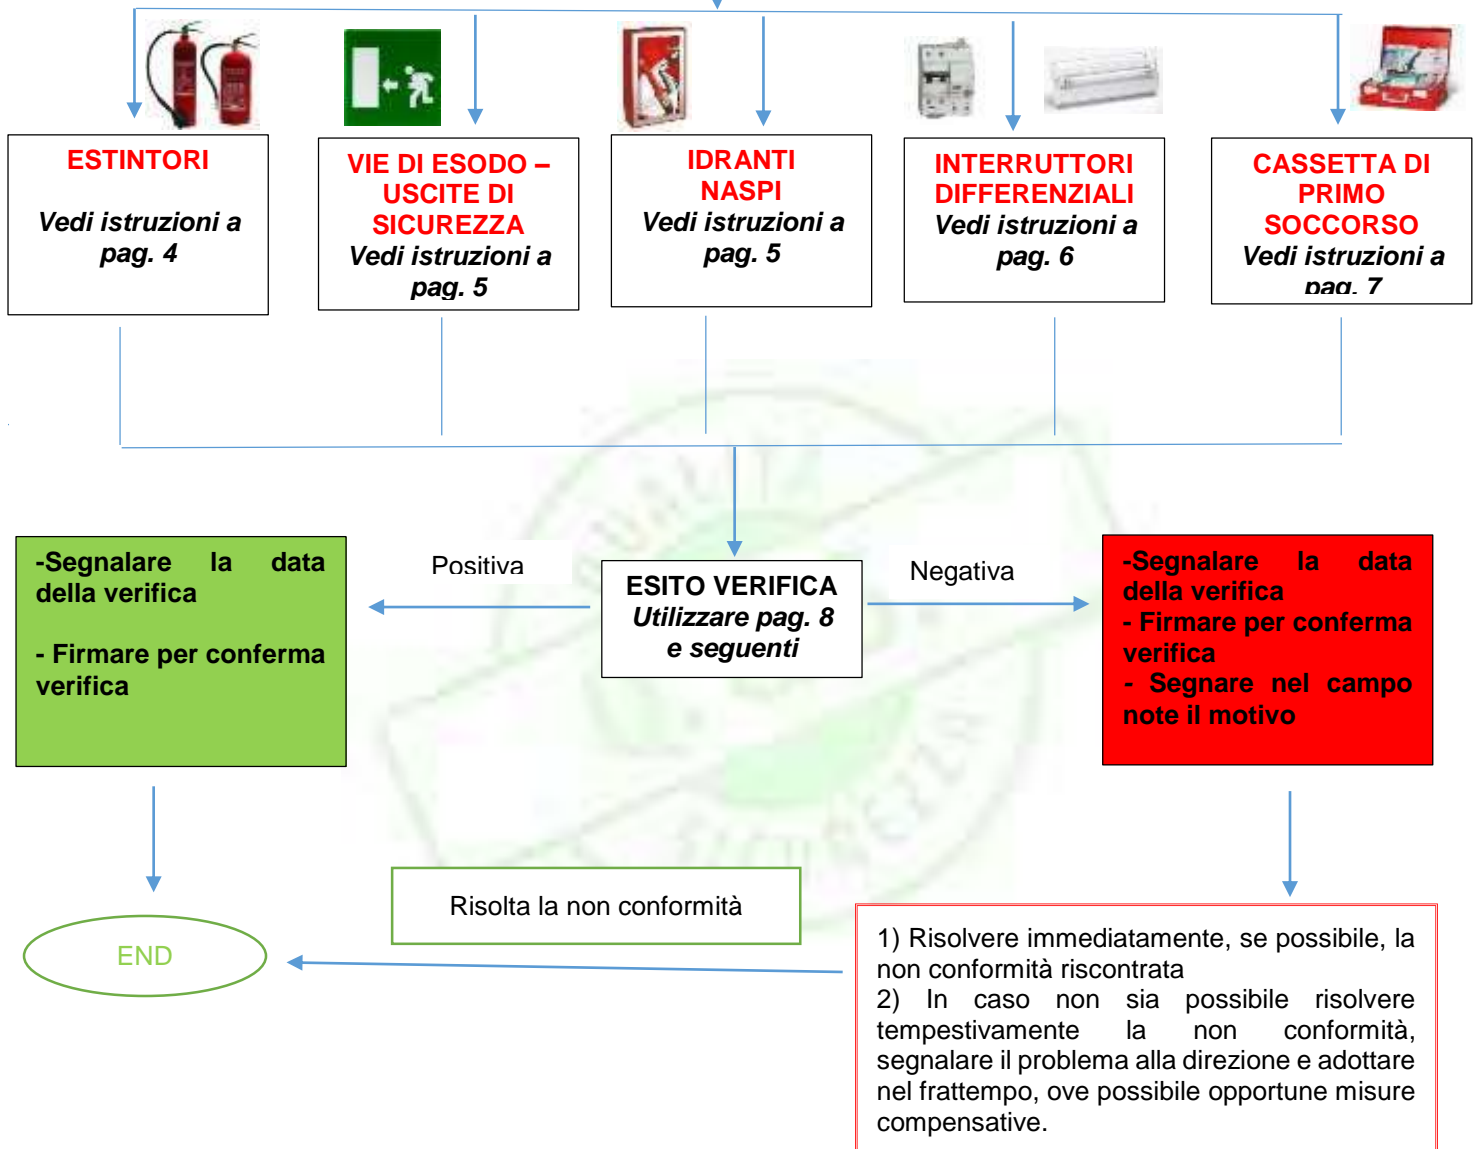 ESTINTORI
Vedi istruzioni a
pag. 4
VIE DI ESODO –
USCITE DI
SICUREZZA
Vedi istruzioni a
pag. 5
IDRANTI
NASPI
Vedi istruzioni a
pag. 5
INTERRUTTORI
DIFFERENZIALI
Vedi istruzioni a
pag. 6
CASSETTA DI
PRIMO
SOCCORSO
Vedi istruzioni a
pag. 7
-Segnalare la data
della verifica
- Firmare per conferma
verifica
Positiva
ESITO VERIFICA
Utilizzare pag. 8
e seguenti
Negativa
-Segnalare la data
della verifica
- Firmare per conferma
verifica
- Segnare nel campo
note il motivo
QUALITÀ
SICUREZZA
Risolta la non conformità
END
1) Risolvere immediatamente, se possibile, la
non conformità riscontrata
2) In caso non sia possibile risolvere
tempestivamente la non conformità,
segnalare il problema alla direzione e adottare
nel frattempo, ove possibile opportune misure
compensative.